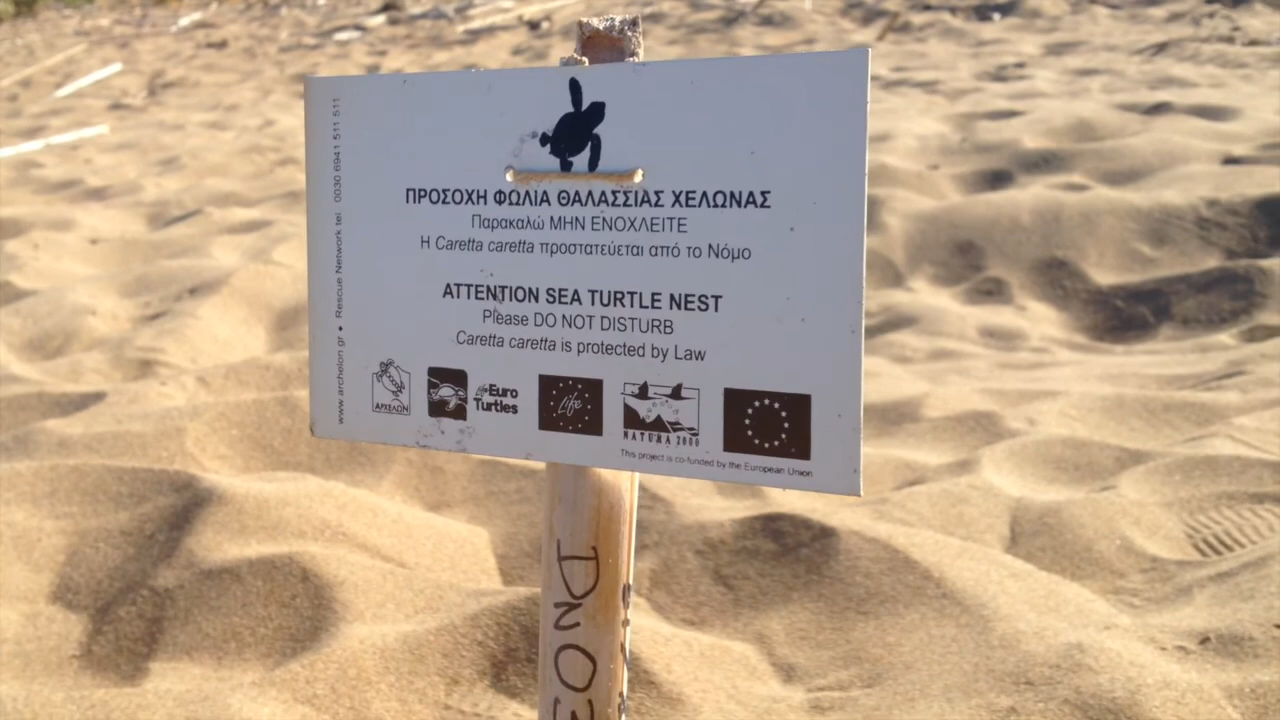 www.archelon.gr ● Rescue Network tel. 0030 6941 511 511
ΠΡΟΣΟΧΗ ΦΩΛΙΑ ΘΑΛΑΣΣΙΑΣ ΧΕΛΩΝΑΣ
Παρακαλώ ΜΗΝ ΕΝΟΧΛΕΙΤΕ
Η Caretta caretta προστατεύεται από το Νόμο
ATTENTION SEA TURTLE NEST
Please DO NOT DISTURB
Caretta caretta is protected by Law
ΑΡΧΕΛΩΝ
Euro
Turtles
Life
NATURA 2000
This project is co-funded by the European Union
DN03